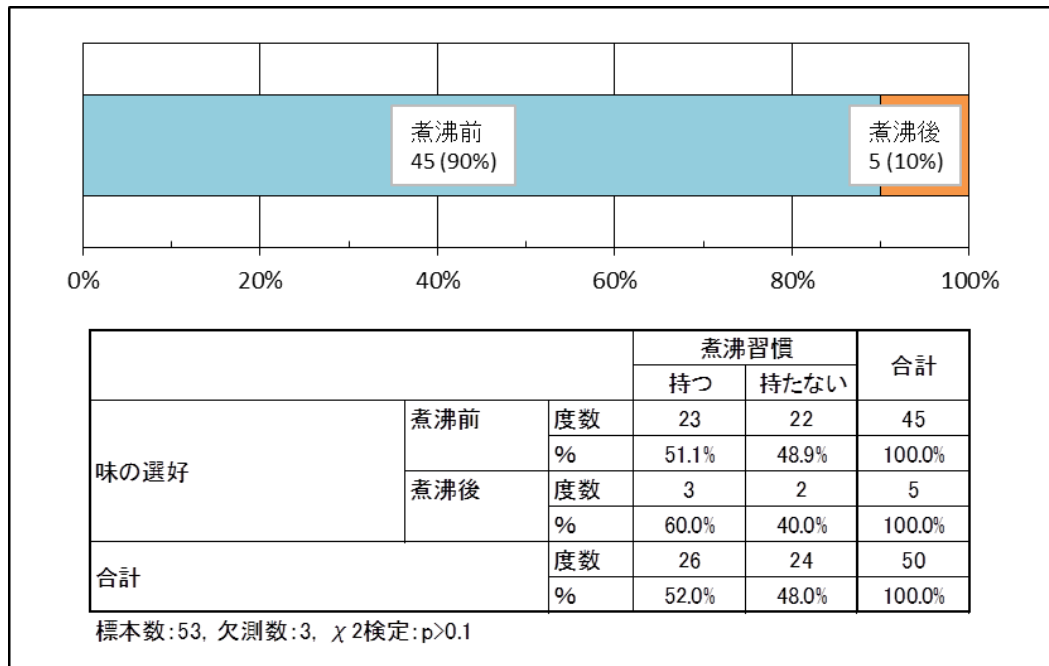 煮沸前
45 (90%)
煮沸後
5 (10%)
0% 20% 40% 60% 80% 100%
煮沸習慣 合計
持つ 持たない
味の選好 煮沸前 度数 23 22 45
% 51.1% 48.9% 100.0%
煮沸後 度数 3 2 5
% 60.0% 40.0% 100.0%
合計 度数 26 24 50
% 52.0% 48.0% 100.0%
標本数:53, 欠測数:3, χ2検定:p>0.1